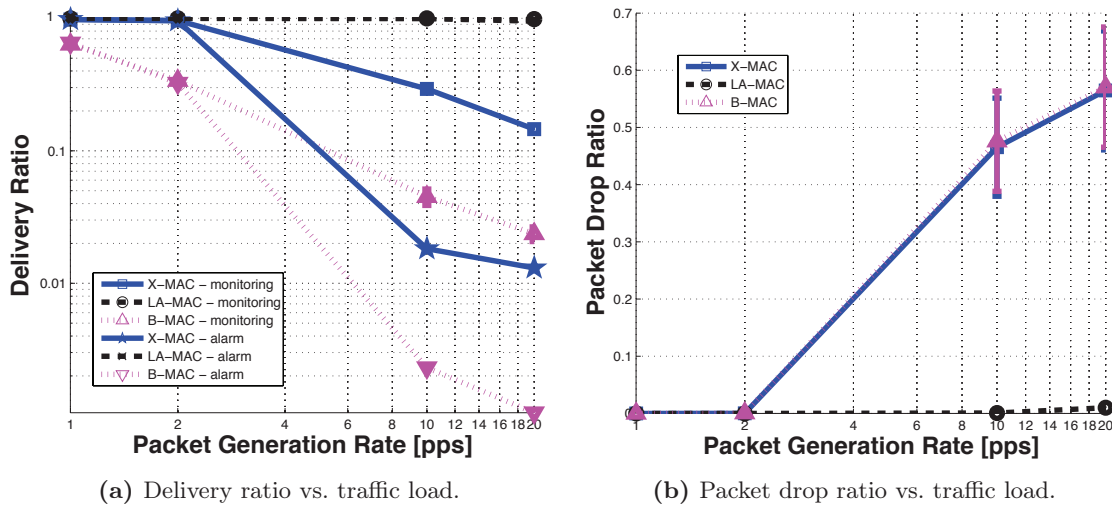 1
0.1
0.01
Delivery Ratio
X−MAC − monitoring
LA−MAC − monitoring
B−MAC − monitoring
X−MAC − alarm
LA−MAC − alarm
B−MAC − alarm
1 2 4 6 8 10 12 14 16 18 20
Packet Generation Rate [pps]
(a) Delivery ratio vs. traffic load.
0.7
0.6
0.5
0.4
0.3
0.2
0.1
0
Packet Drop Ratio
X−MAC
LA−MAC
B−MAC
1 2 4 6 8 10 12 14 16 18 20
Packet Generation Rate [pps]
(b) Packet drop ratio vs. traffic load.